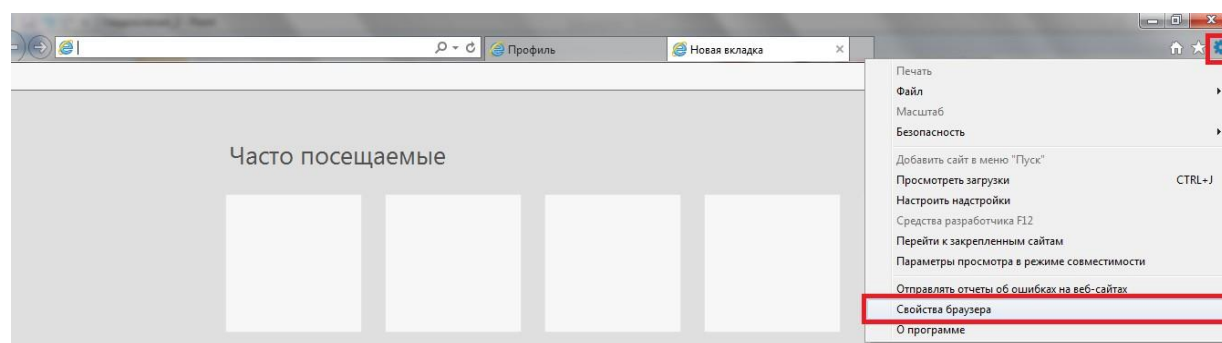 Профиль
Новая вкладка
Часто посещаемые
Печать
Файл
Масштаб
Безопасность
Добавить сайт в меню "Пуск"
Просмотреть загрузки CTRL+J
Настроить надстройки
Средства разработчика F12
Перейти к закрепленным сайтам
Параметры просмотра в режиме совместимости
Отправлять отчеты об ошибках на веб-сайтах
Свойства браузера
О программе